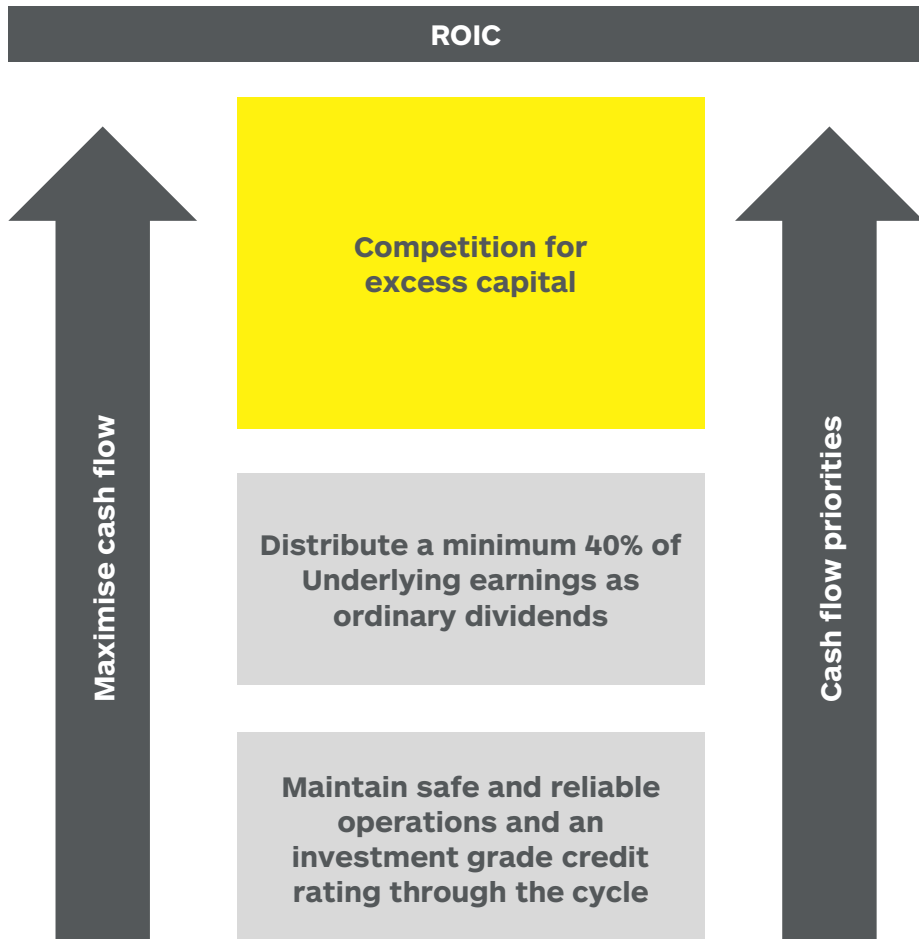 ROIC
Competition for
excess capital
Maximise cash flow
Cash flow priorities
Distribute a minimum 40% of
Underlying earnings as
ordinary dividends
Maintain safe and reliable
operations and an
investment grade credit
rating through the cycle